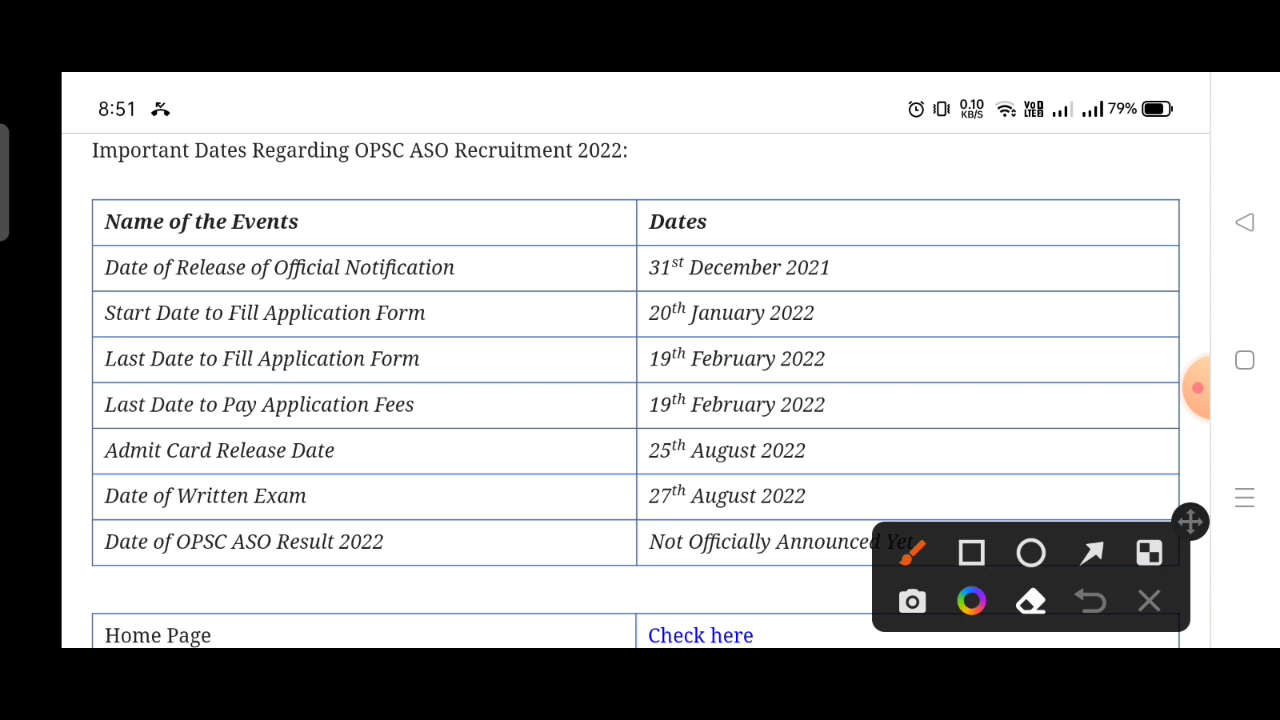 8:51 0.10 KB/S VoD LTE2 79%
Important Dates Regarding OPSC ASO Recruitment 2022:
Name of the Events Dates
Date of Release of Official Notification 31st December 2021
Start Date to Fill Application Form 20th January 2022
Last Date to Fill Application Form 19th February 2022
Last Date to Pay Application Fees 19th February 2022
Admit Card Release Date 25th August 2022
Date of Written Exam 27th August 2022
Date of OPSC ASO Result 2022 Not Officially Announced Yet
Home Page Check here